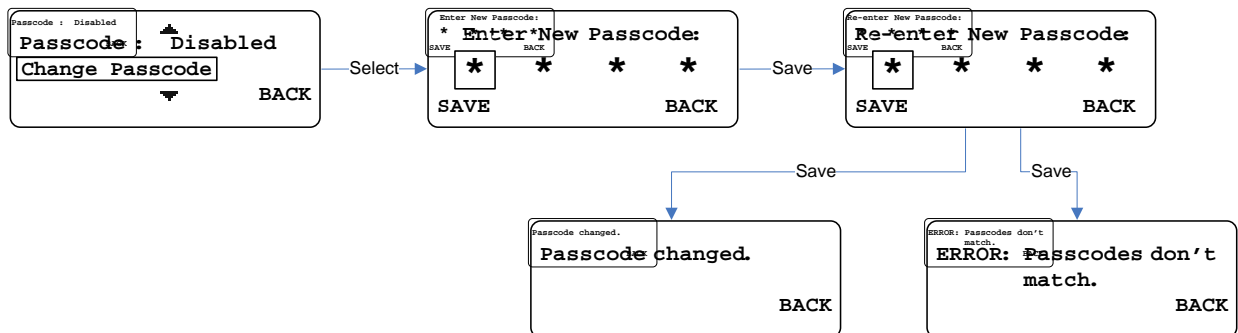 Passcode : Disabled
Passcode : Disabled
Change Passcode
BACK
Select
Enter New Passcode:
* * * *
SAVE BACK
Enter New Passcode:
* * * *
SAVE BACK
Save
Re-enter New Passcode:
* * * *
SAVE BACK
Re-enter New Passcode:
* * * *
SAVE BACK
Save
Save
Passcode changed.
Passcode changed.
BACK
ERROR: Passcodes don't
match.
ERROR: Passcodes don't
match.
BACK